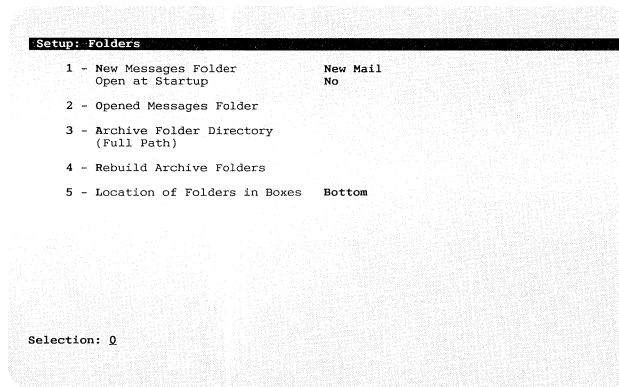 Setup: Folders
1 - New Messages Folder New Mail
Open at Startup No
2 - Opened Messages Folder
3 - Archive Folder Directory
(Full Path)
4 - Rebuild Archive Folders
5 - Location of Folders in Boxes Bottom
Selection: 0